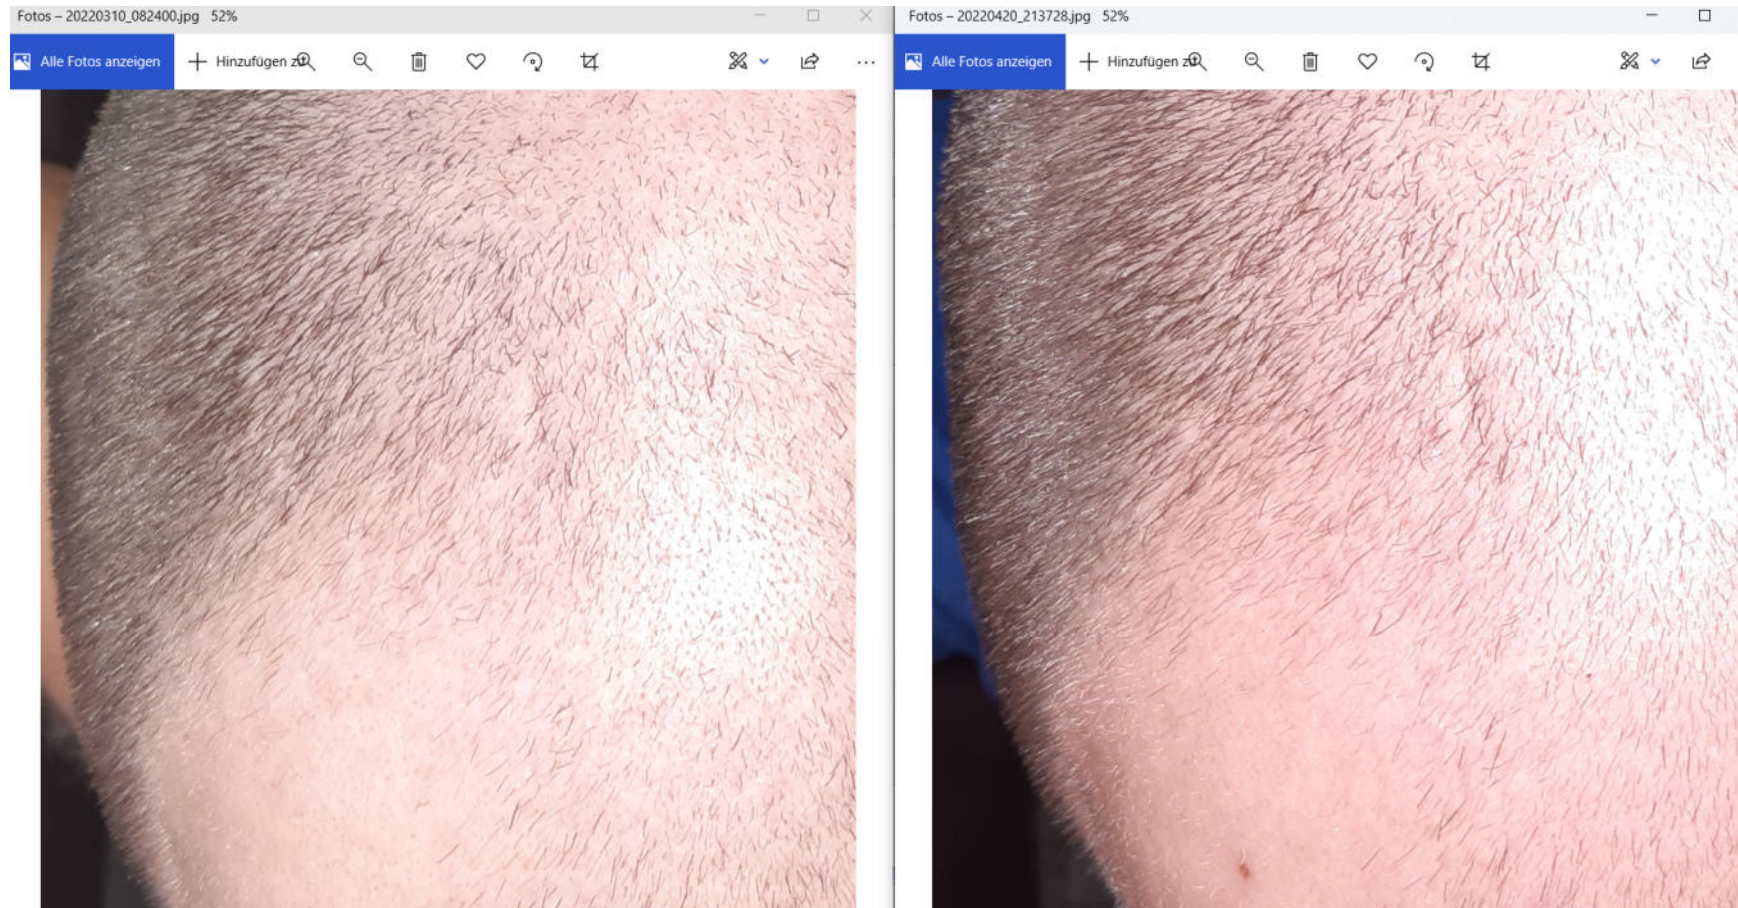 Fotos – 20220310_082400.jpg 52%
Alle Fotos anzeigen
Hinzufügen zu
Fotos – 20220420_213728.jpg 52%
Alle Fotos anzeigen
Hinzufügen zu